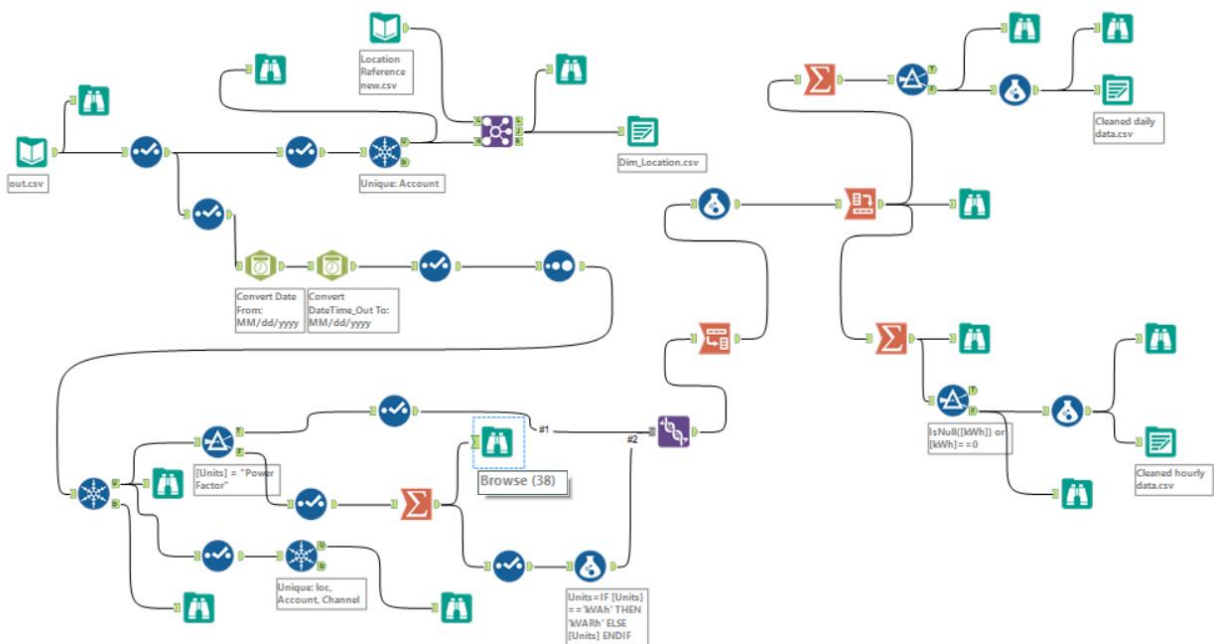 Location
Reference
new.csv
out.csv
Unique: Account
Dim_Location.csv
Cleaned daily
data.csv
Convert Date
From:
MM/dd/yyyy
Convert
DateTime_Out To:
MM/dd/yyyy
#1
#2
[Units] = "Power
Factor"
Browse (38)
IsNull([kWh]) or
[kWh]==0
Cleaned hourly
data.csv
Unique: loc,
Account, Channel
Units=IF [Units]
=='kVAh' THEN
'kVARh' ELSE
[Units] ENDIF